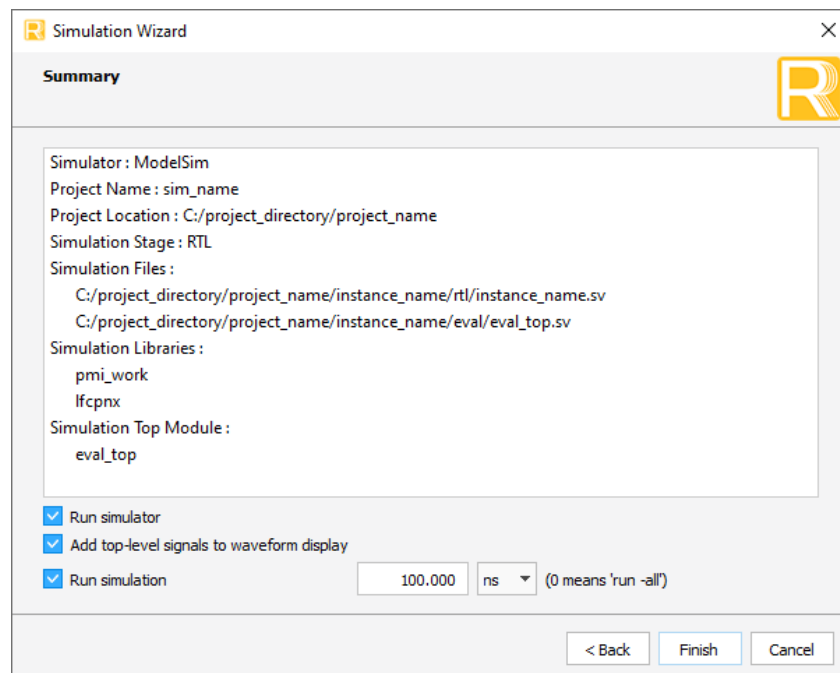 Simulation Wizard
Summary
Simulator : ModelSim
Project Name : sim_name
Project Location : C:/project_directory/project_name
Simulation Stage : RTL
Simulation Files :
C:/project_directory/project_name/instance_name/rtl/instance_name.sv
C:/project_directory/project_name/instance_name/eval/eval_top.sv
Simulation Libraries :
pmi_work
lfcpnx
Simulation Top Module :
eval_top
Run simulator
Add top-level signals to waveform display
Run simulation 100.000 ns (0 means 'run -all')
< Back Finish Cancel